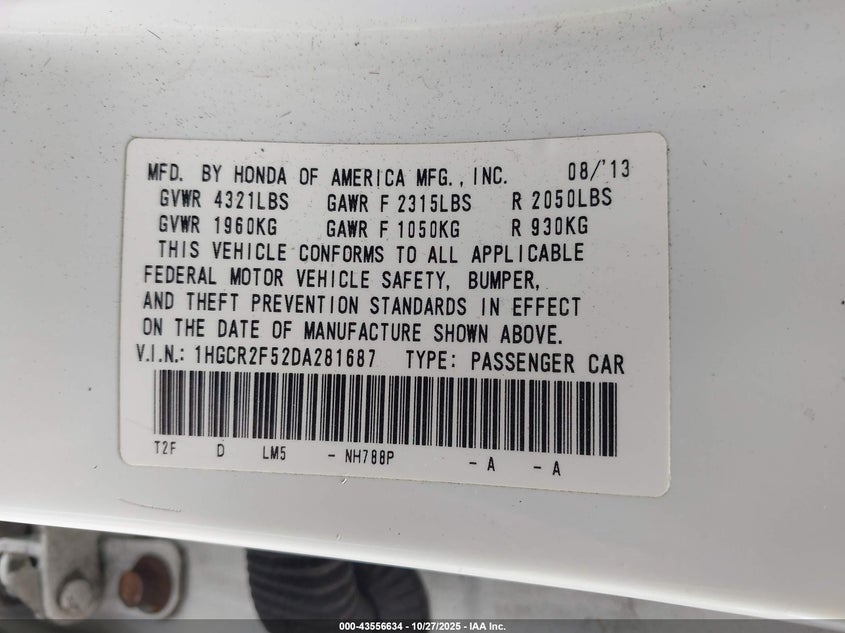 MFD. BY HONDA OF AMERICA MFG., INC. 08/'13
GVWR 4321LBS GAWR F 2315LBS R 2050LBS
GVWR 1960KG GAWR F 1050KG R 930KG
THIS VEHICLE CONFORMS TO ALL APPLICABLE
FEDERAL MOTOR VEHICLE SAFETY, BUMPER,
AND THEFT PREVENTION STANDARDS IN EFFECT
ON THE DATE OF MANUFACTURE SHOWN ABOVE.
V.I.N.: 1HGCR2F52DA281687 TYPE: PASSENGER CAR
T2F D LM5 - NH788P - A - A
000-43556634 | 10/27/2025 - IAA Inc.